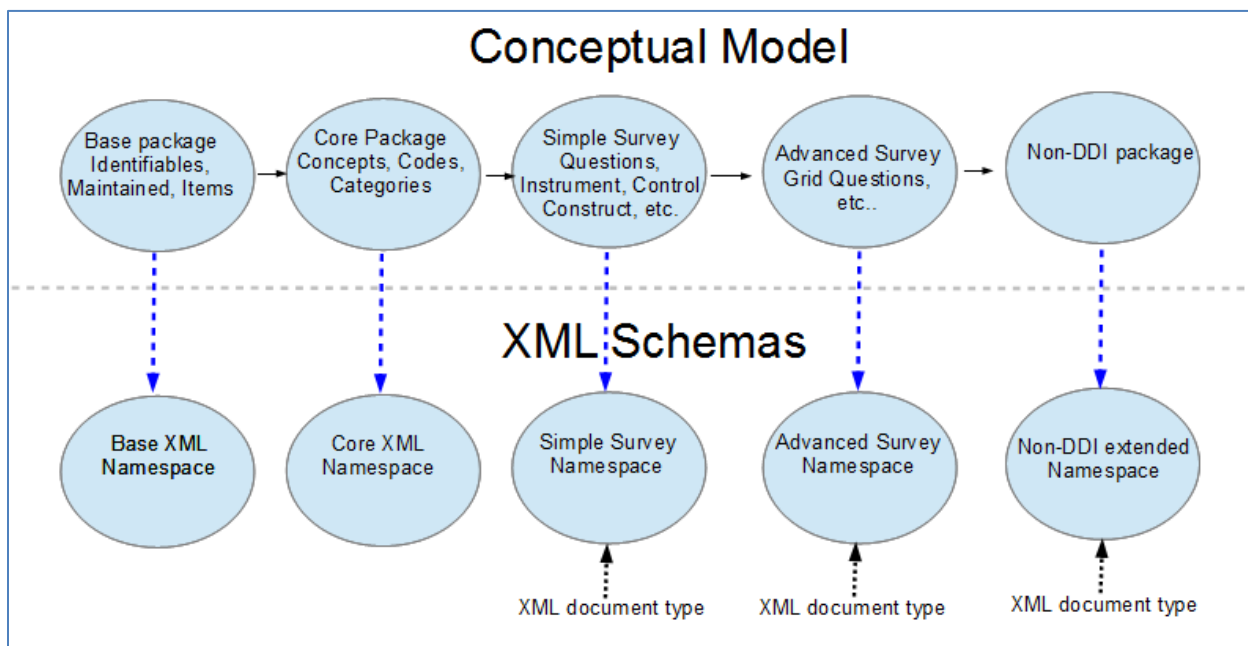 Conceptual Model
Base package
Identifiables,
Maintained, Items
Core Package
Concepts, Codes,
Categories
Simple Survey
Questions,
Instrument, Control
Construct, etc.
Advanced Survey
Grid Questions,
etc..
Non-DDI package
XML Schemas
Base XML
Namespace
Core XML
Namespace
Simple Survey
Namespace
Advanced Survey
Namespace
Non-DDI extended
Namespace
XML document type
XML document type
XML document type